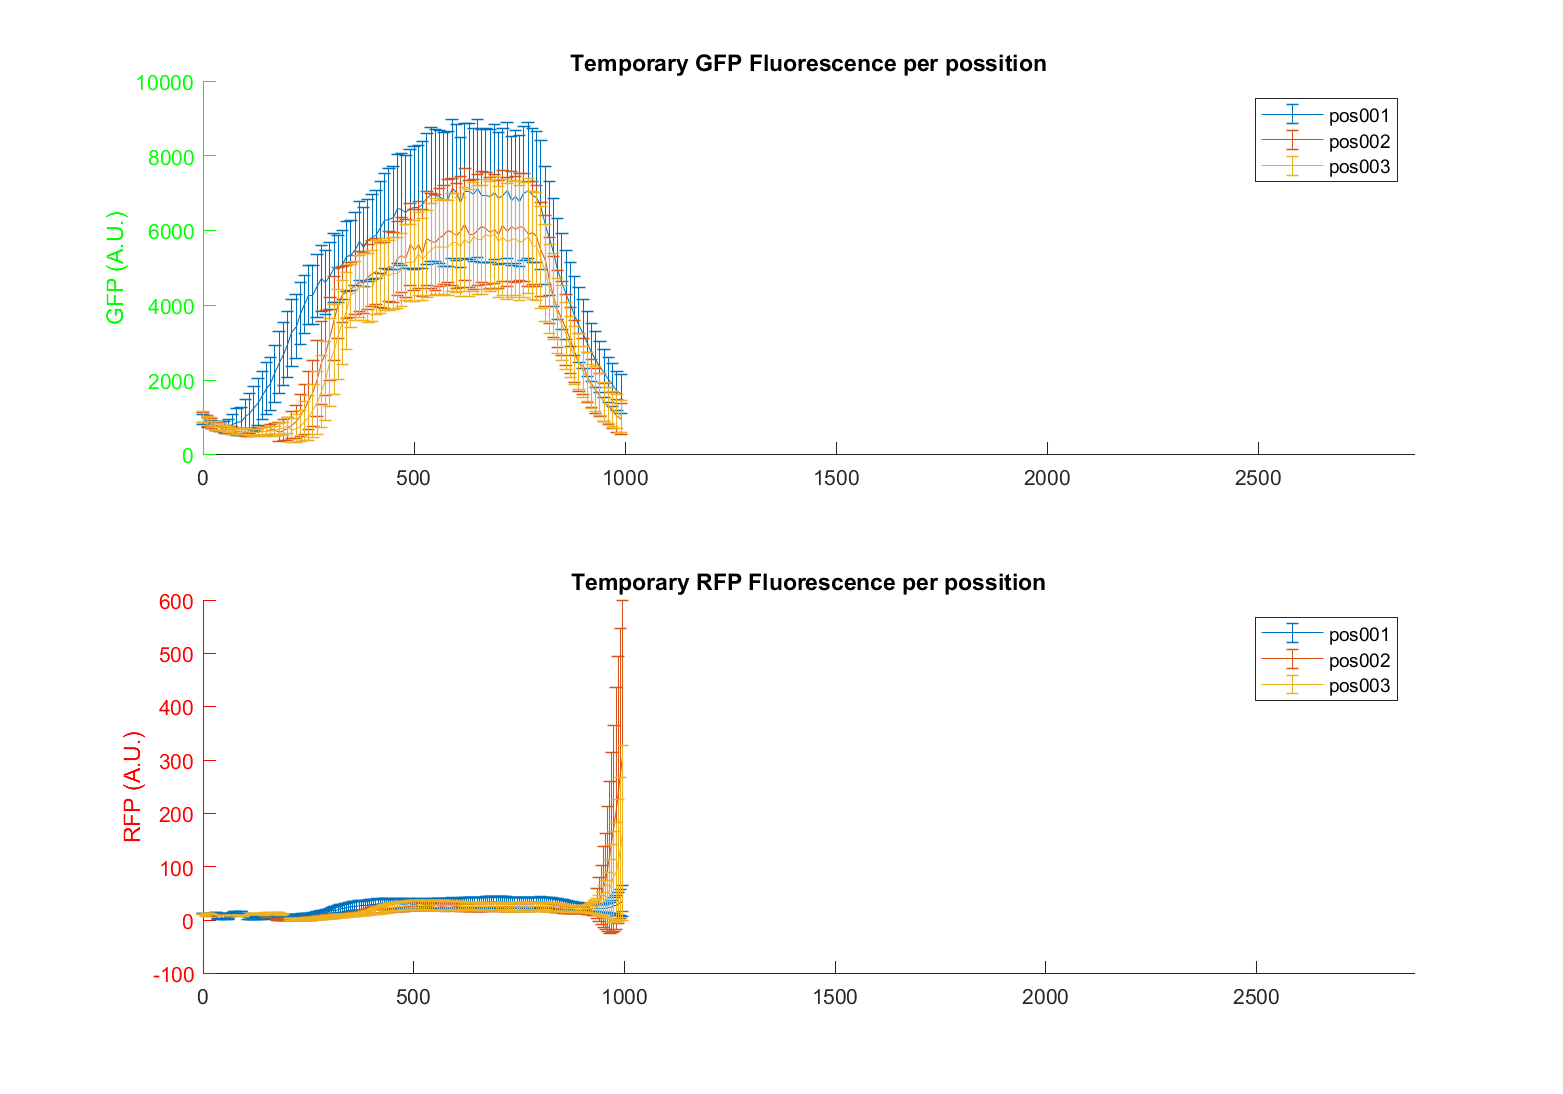 Temporary GFP Fluorescence per possition
10000
8000
6000
4000
2000
0
GFP (A.U.)
0 500 1000 1500 2000 2500
pos001
pos002
pos003
Temporary RFP Fluorescence per possition
600
500
400
300
200
100
0
-100
RFP (A.U.)
0 500 1000 1500 2000 2500
pos001
pos002
pos003